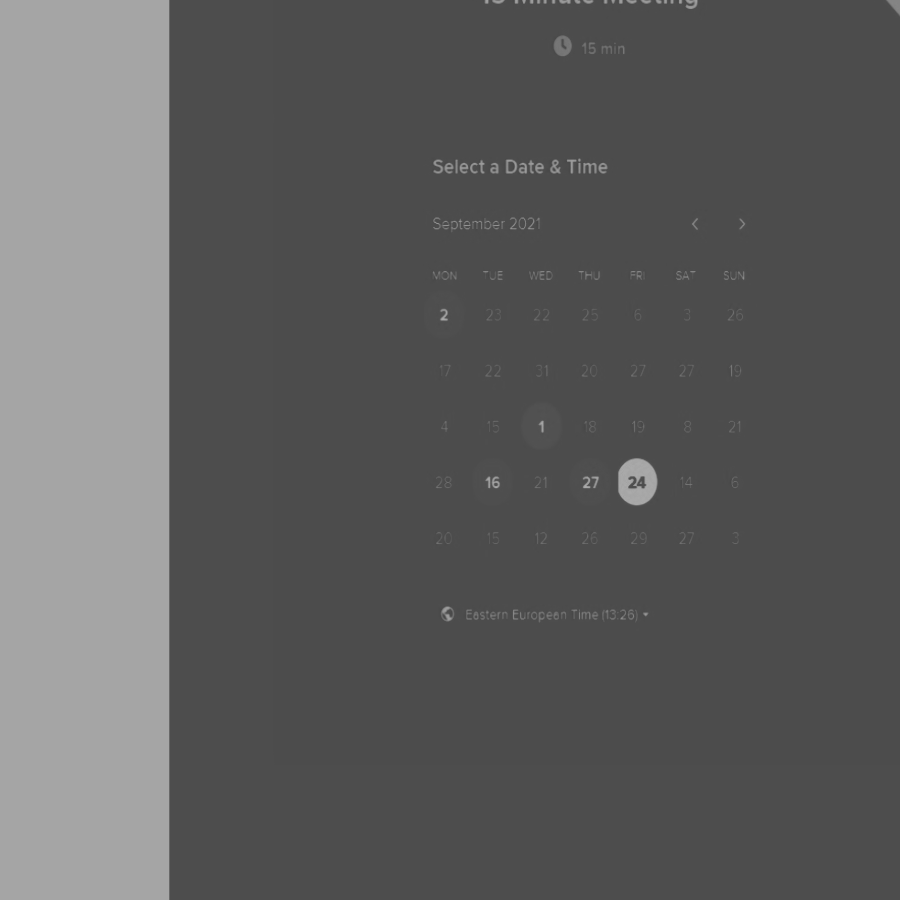 15 Minute Meeting
15 min
Select a Date & Time
September 2021
MON TUE WED THU FRI SAT SUN
2 23 22 25 6 3 26
17 22 31 20 27 27 19
4 15 1 18 19 8 21
28 16 21 27 24 14 6
20 15 12 26 29 27 3
Eastern European Time (13:26)